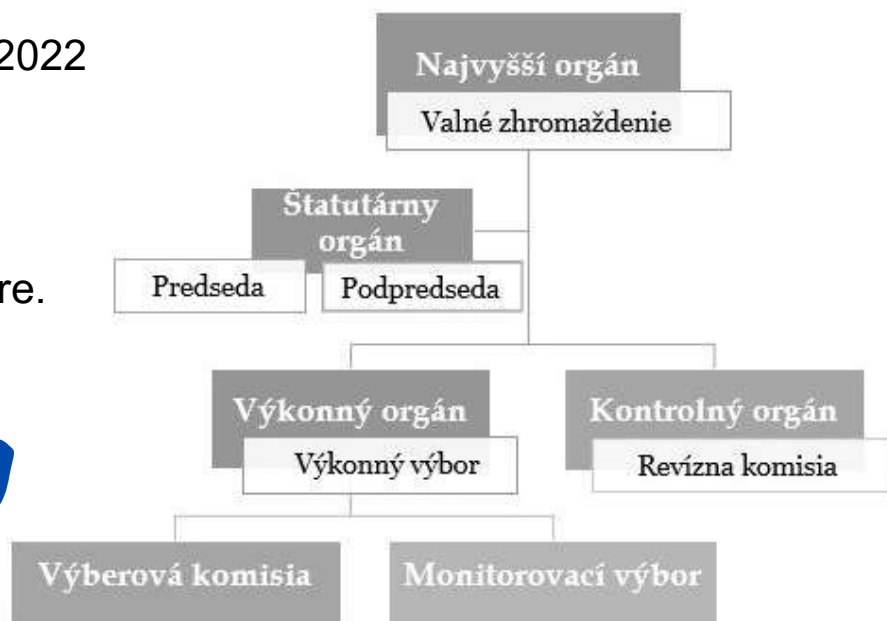 2022
re.
Najvyšší orgán
Valné zhromaždenie
Štatutárny
orgán
Predseda
Podpredseda
Výkonný orgán
Výkonný výbor
Kontrolný orgán
Revízna komisia
Výberová komisia
Monitorovací výbor